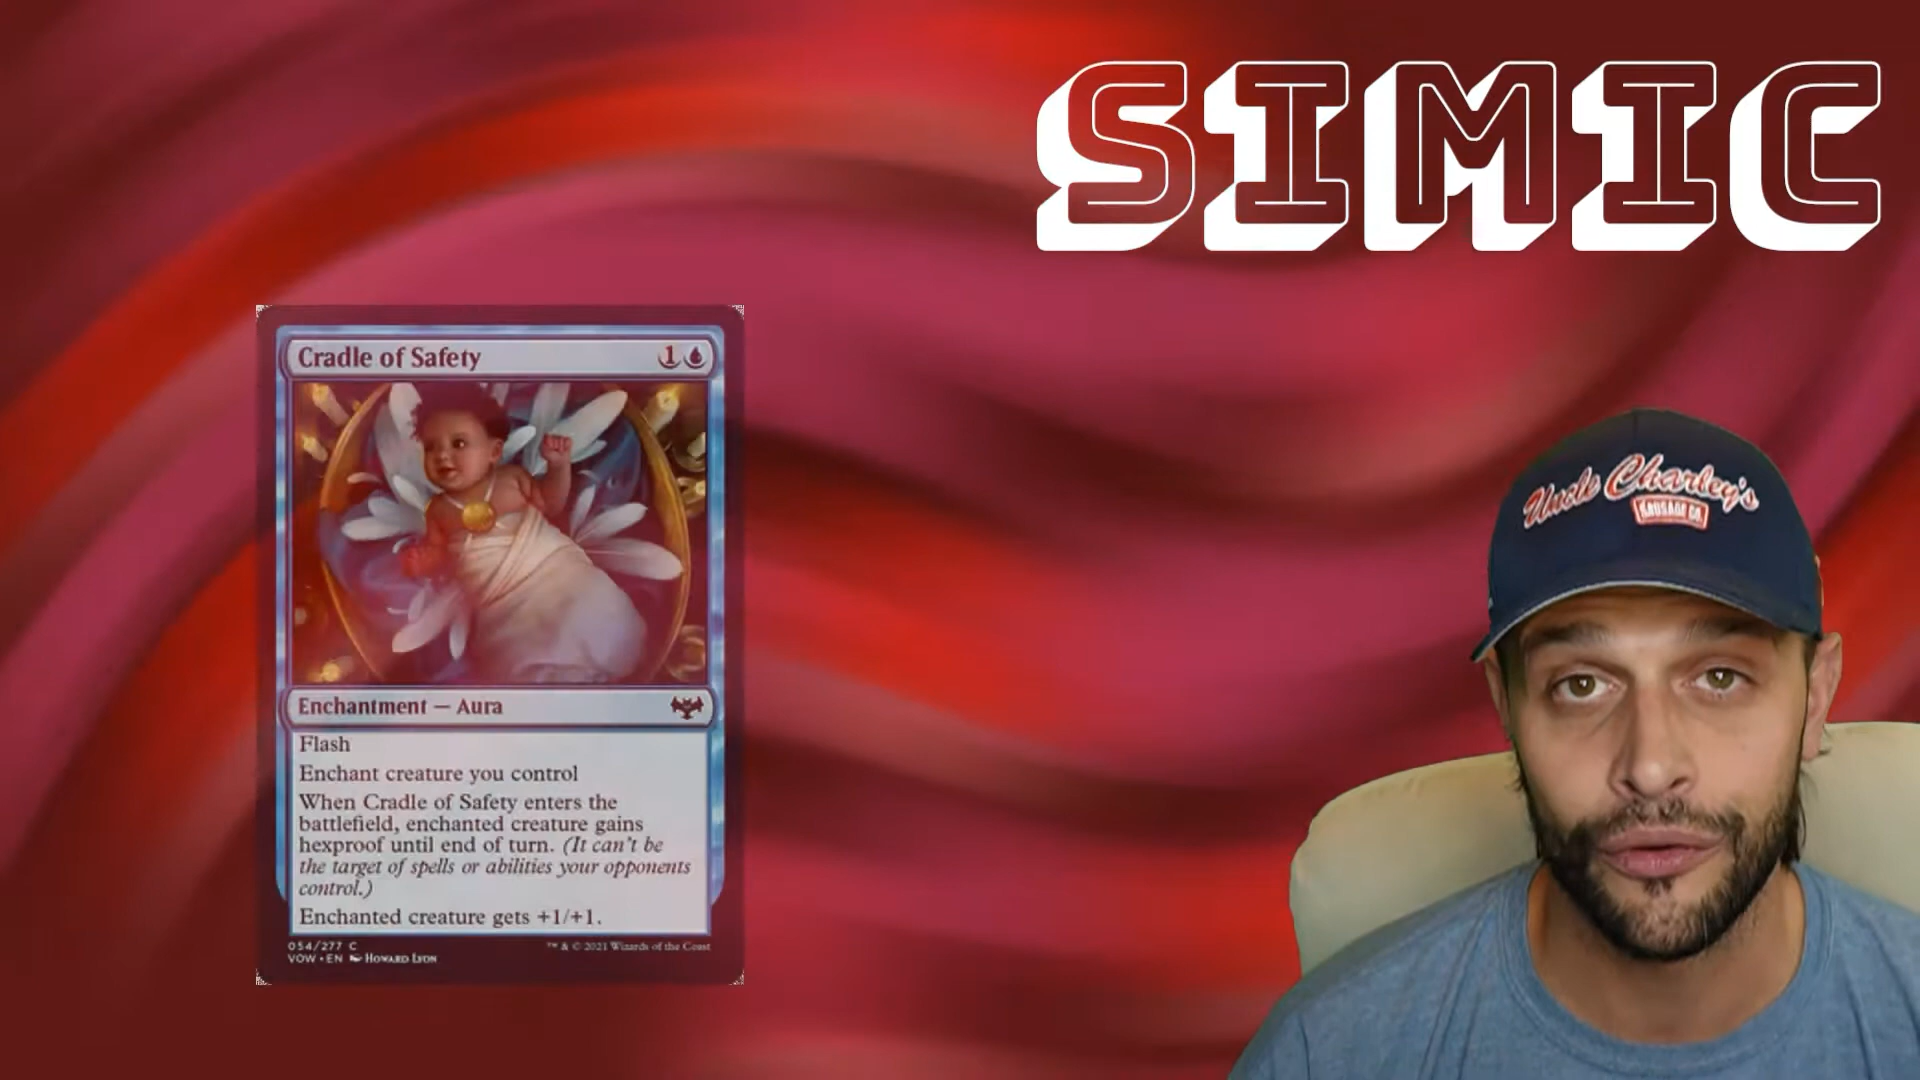 SIMIC
Cradle of Safety 1
Uncle Charley's
SAUSAGE CO.
Enchantment — Aura
Flash
Enchant creature you control
When Cradle of Safety enters the
battlefield, enchanted creature gains
hexproof until end of turn. (It can't be
the target of spells or abilities your opponents
control.)
Enchanted creature gets +1/+1.
054/277 C
™ & © 2021 Wizards of the Coast
VOW • EN Howard Lyon